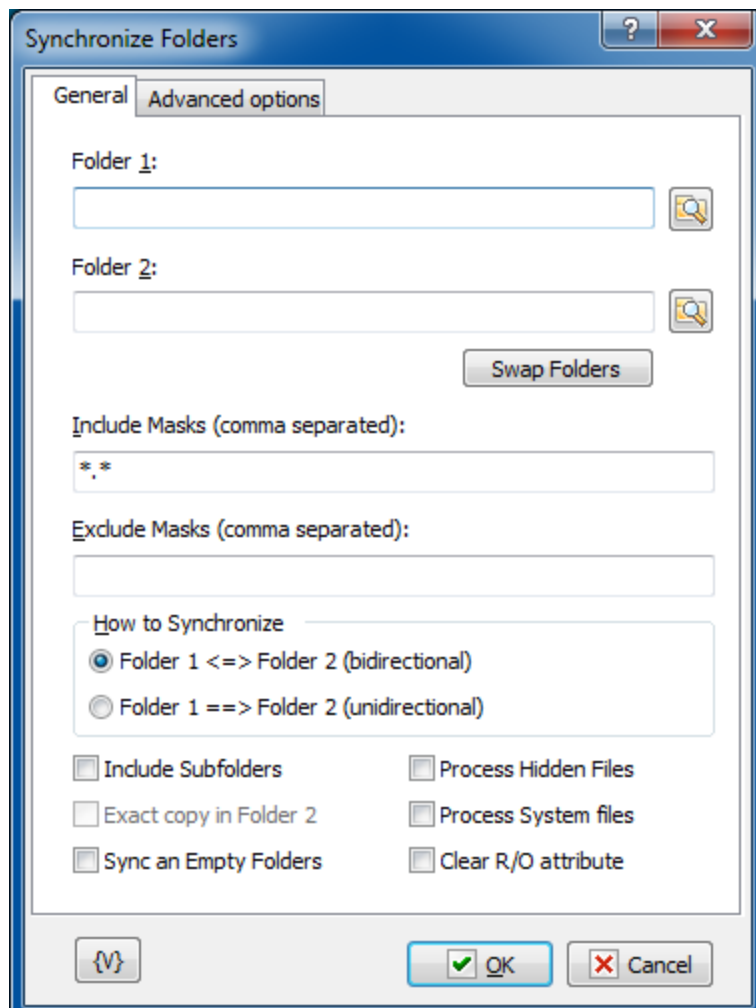 Synchronize Folders
?
X
General
Advanced options
Folder 1:
Folder 2:
Swap Folders
Include Masks (comma separated):
*.*
Exclude Masks (comma separated):
How to Synchronize
Folder 1 <=> Folder 2 (bidirectional)
Folder 1 ==> Folder 2 (unidirectional)
Include Subfolders
Process Hidden Files
Exact copy in Folder 2
Process System files
Sync an Empty Folders
Clear R/O attribute
{V}
OK
Cancel